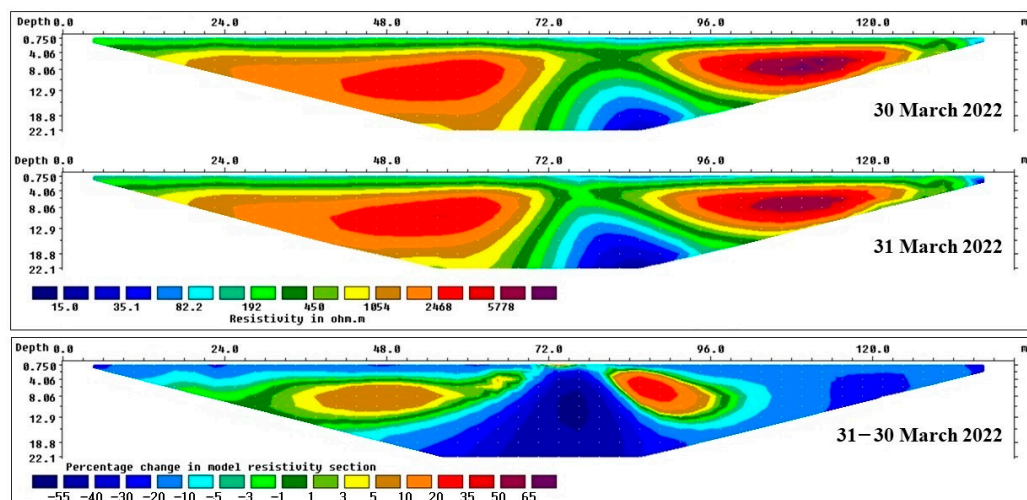 Depth 0.0 24.0 48.0 72.0 96.0 120.0 m
0.750
4.06
8.06
12.9
18.8
22.1
30 March 2022
Depth 0.0 24.0 48.0 72.0 96.0 120.0 m
0.750
4.06
8.06
12.9
18.8
22.1
31 March 2022
15.0 35.1 82.2 192 450 1054 2468 5778
Resistivity in ohm.m
Depth 0.0 24.0 48.0 72.0 96.0 120.0 m
0.750
4.06
8.06
12.9
18.8
22.1
31−30 March 2022
Percentage change in model resistivity section
−55 −40 −30 −20 −10 −5 −3 −1 1 3 5 10 20 35 50 65